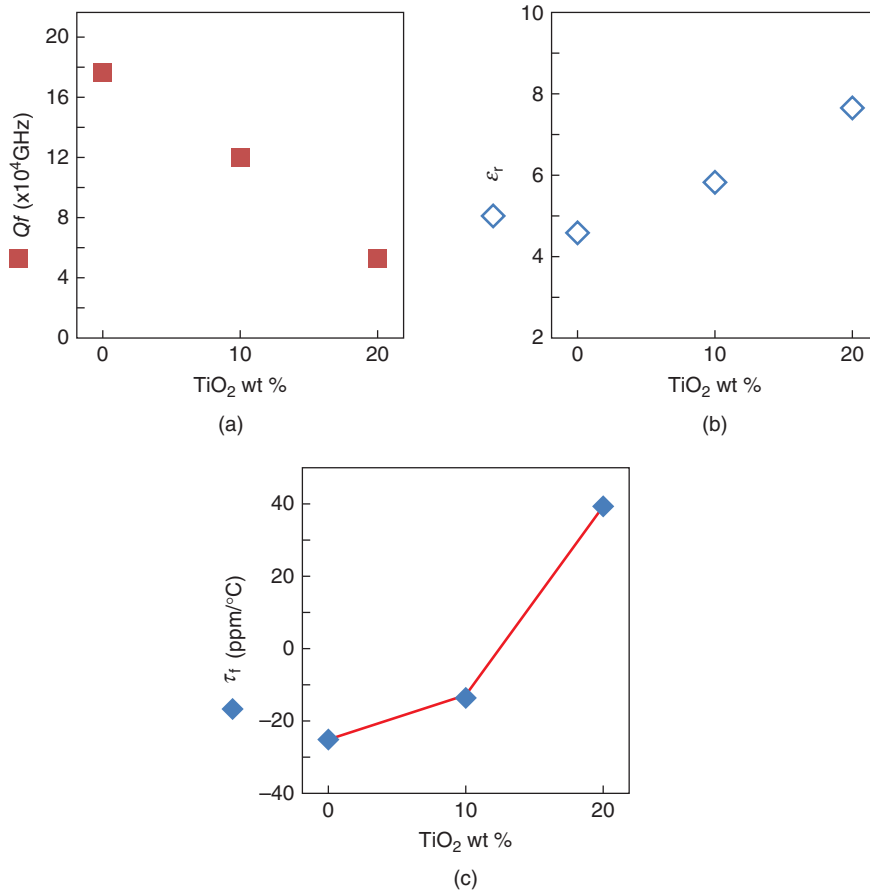 20
16
12
8
4
0
Qf (x10⁴GHz)
0 10 20
TiO₂ wt %
(a)
10
8
6
4
2
εᵣ
0 10 20
TiO₂ wt %
(b)
40
20
0
–20
–40
τf (ppm/°C)
0 10 20
TiO₂ wt %
(c)